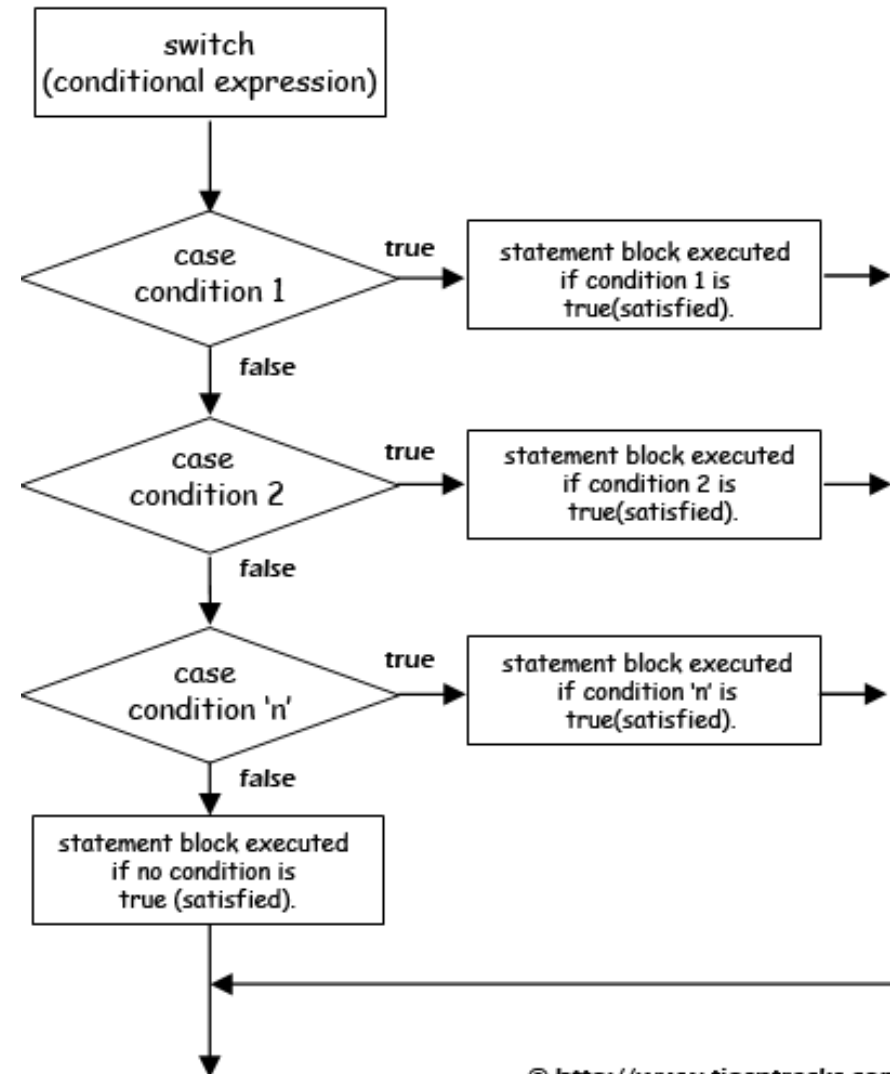 switch
(conditional expression)
case
condition 1
true
statement block executed
if condition 1 is
true(satisfied).
false
case
condition 2
true
statement block executed
if condition 2 is
true(satisfied).
false
case
condition 'n'
true
statement block executed
if condition 'n' is
true(satisfied).
false
statement block executed
if no condition is
true (satisfied).